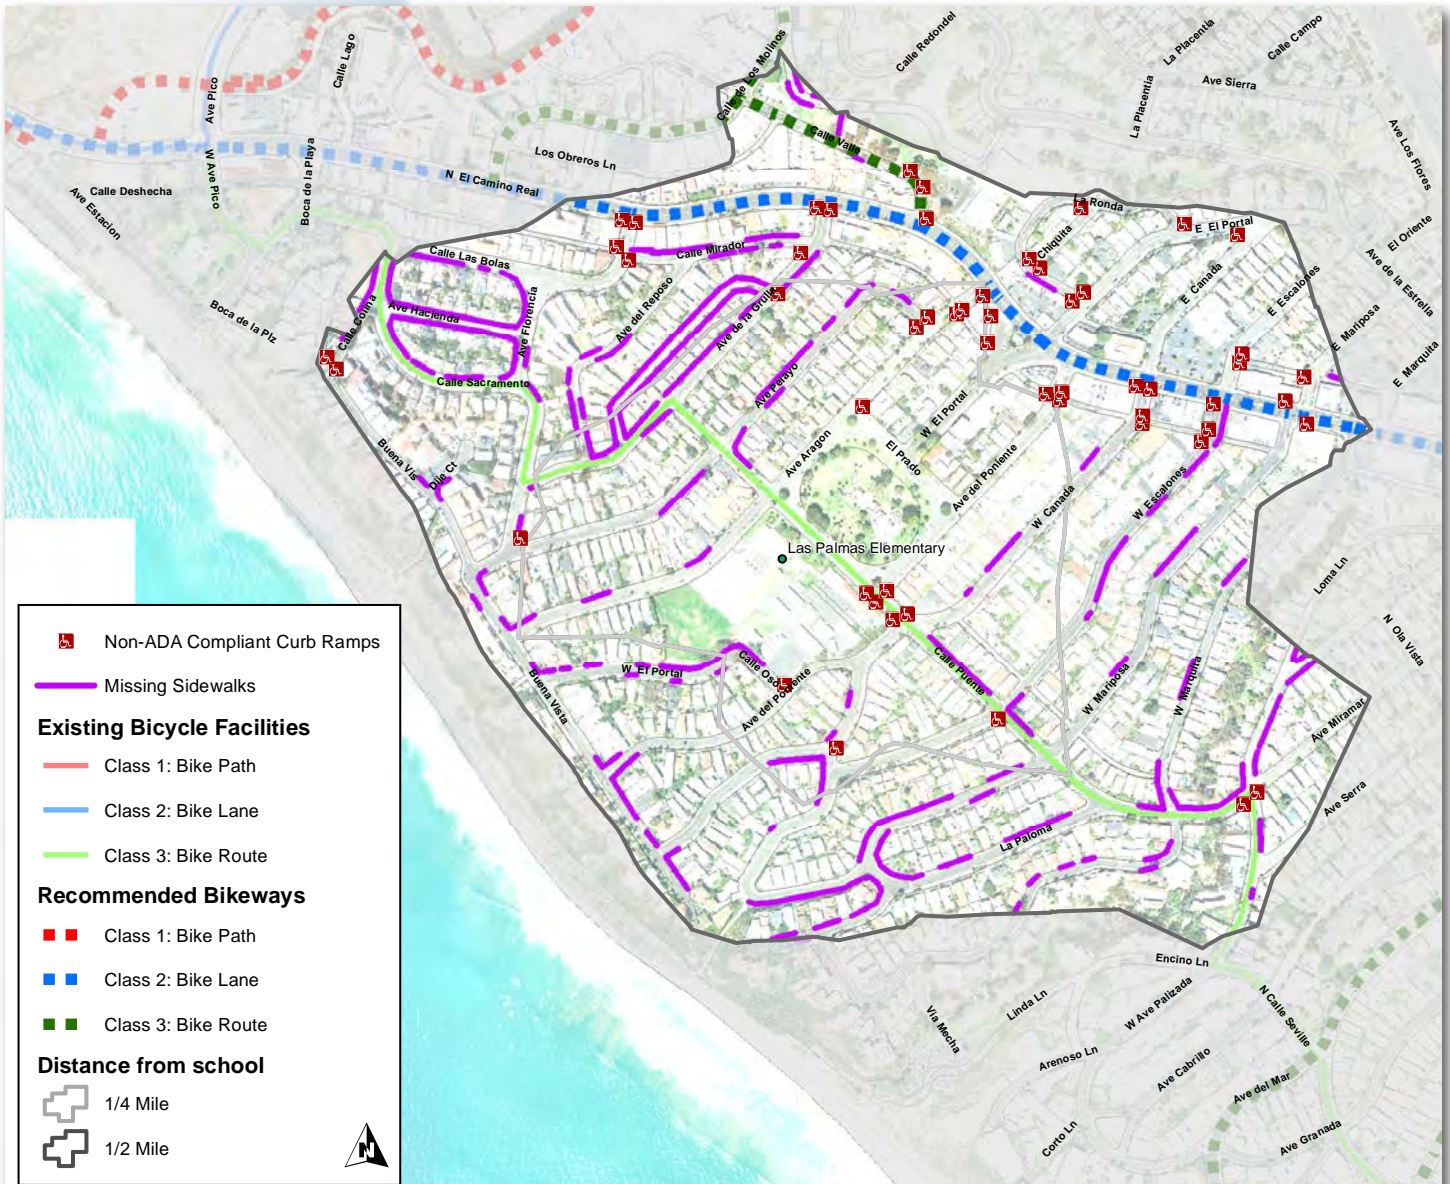 Calle Redondel
La Placentia
Calle Campo
Calle Lago
Calle de Los Molinos
Ave Sierra
La Placentia
Ave Pico
Ave Los Flores
Calle Valle
Los Obreros Ln
Boca de la Playa
W Ave Pico
N El Camino Real
Calle Deshecha
Ave Estacion
La Ronda
E El Portal
El Oriente
Chiquita
Calle Mirador
Calle Las Bolas
Ave de la Estrella
E Canada
E Escalones
Ave del Reposo
Ave Florencia
Ave de la Grulla
Ave Hacienda
Calle Colina
Boca de la Plz
E Mariposa
E Marquita
Calle Sacramento
Ave Pelayo
W El Portal
Ave Aragon
El Prado
Ave del Poniente
Buena Vis
Dije Ct
W Canada
W Escalones
Las Palmas Elementary
Loma Ln
N Ola Vista
W El Portal
Calle Oso
Ave del Poniente
Calle Puente
W Mariposa
W Marquita
Buena Vista
Ave Miramar
Ave Serra
La Paloma
Encino Ln
N Calle Seville
Linda Ln
W Ave Palizada
Via Mecha
Arenoso Ln
Ave Cabrillo
Ave del Mar
Corto Ln
Ave Granada
Non-ADA Compliant Curb Ramps
Missing Sidewalks
Existing Bicycle Facilities
Class 1: Bike Path
Class 2: Bike Lane
Class 3: Bike Route
Recommended Bikeways
Class 1: Bike Path
Class 2: Bike Lane
Class 3: Bike Route
Distance from school
1/4 Mile
1/2 Mile
N